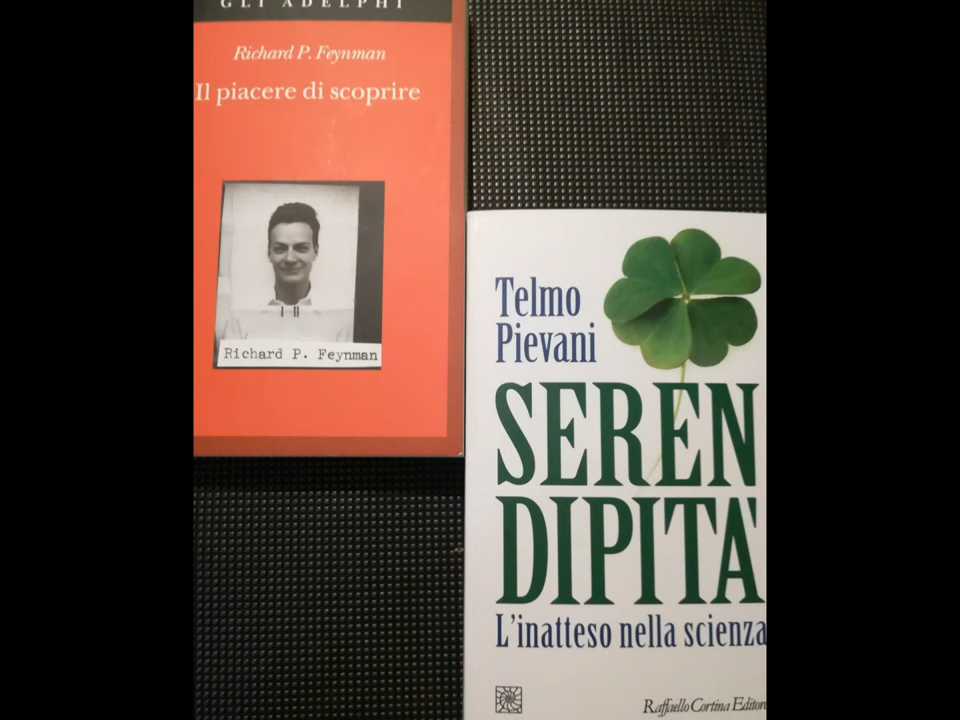 GLI ADELPHI
Richard P. Feynman
Il piacere di scoprire
Richard P. Feynman
Telmo
Pievani
SEREN
DIPITÀ
L'inatteso nella scienza
Raffaello Cortina Editore